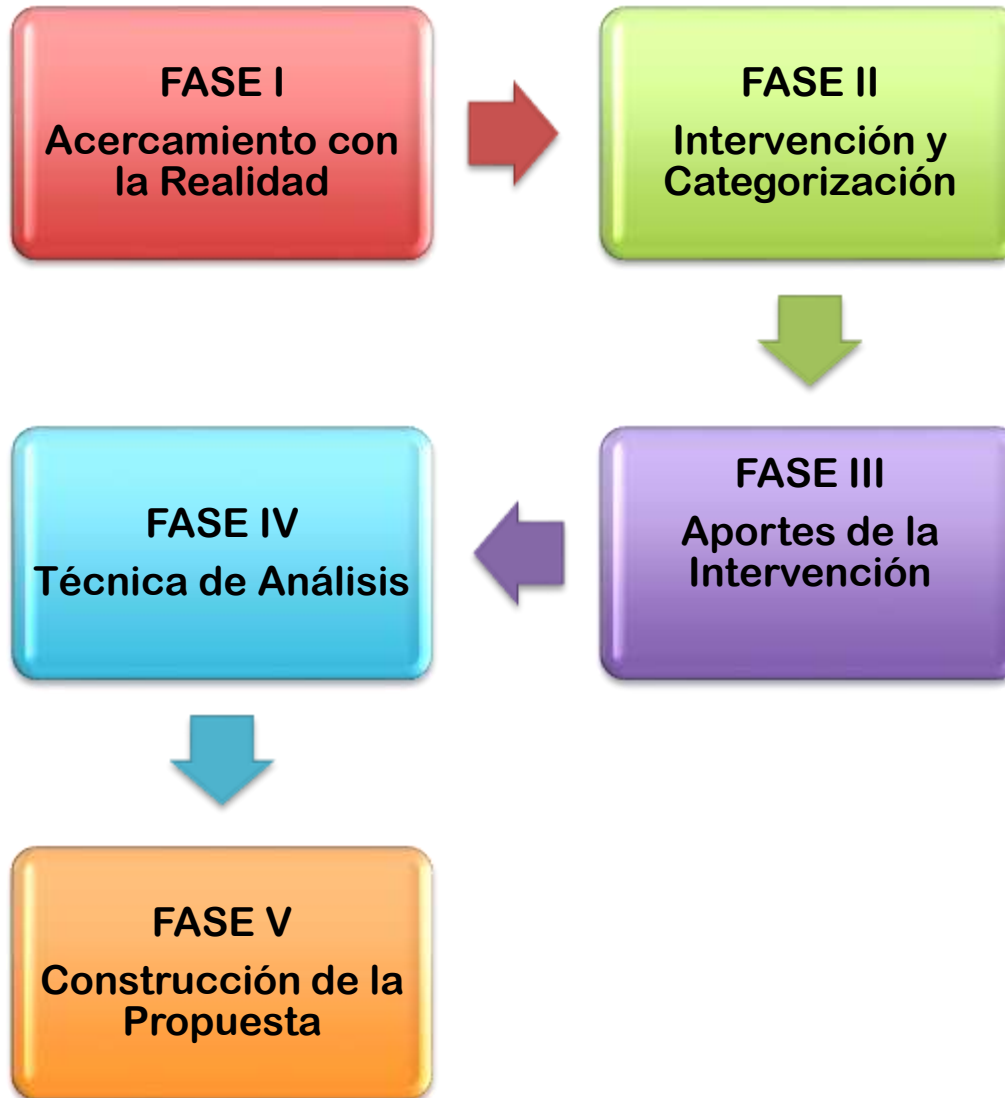 FASE I
Acercamiento con
la Realidad
FASE II
Intervención y
Categorización
FASE III
Aportes de la
Intervención
FASE IV
Técnica de Análisis
FASE V
Construcción de la
Propuesta